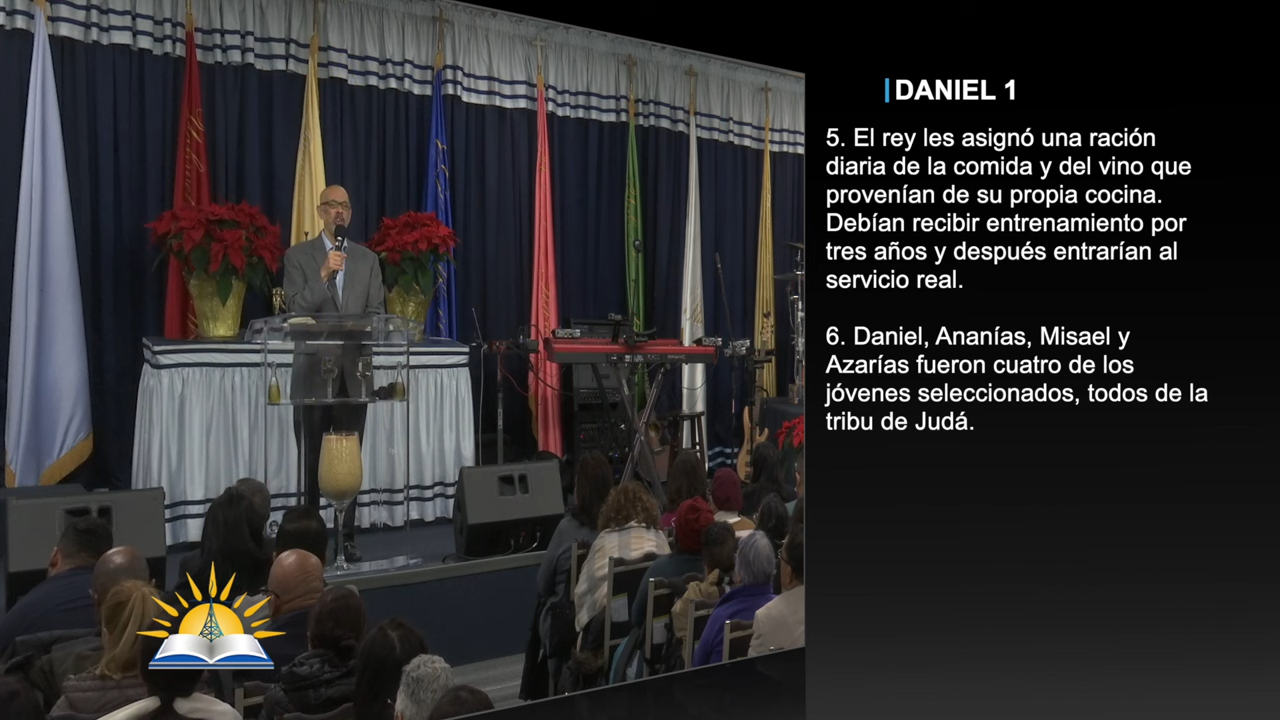 DANIEL 1
5. El rey les asignó una ración
diaria de la comida y del vino que
provenían de su propia cocina.
Debían recibir entrenamiento por
tres años y después entrarían al
servicio real.
6. Daniel, Ananías, Misael y
Azarías fueron cuatro de los
jóvenes seleccionados, todos de la
tribu de Judá.